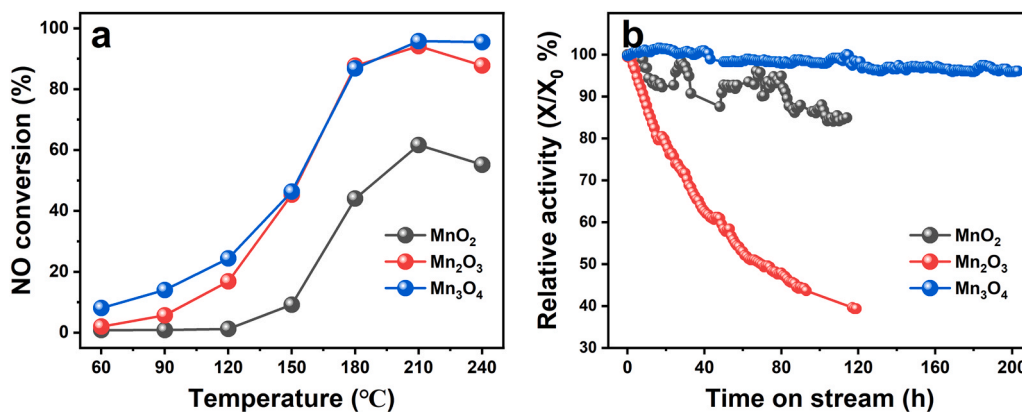 a
NO conversion (%)
100
80
60
40
20
0
60 90 120 150 180 210 240
Temperature (℃)
MnO₂
Mn₂O₃
Mn₃O₄
b
Relative activity (X/X₀ %)
110
100
90
80
70
60
50
40
30
0 40 80 120 160 200
Time on stream (h)
MnO₂
Mn₂O₃
Mn₃O₄